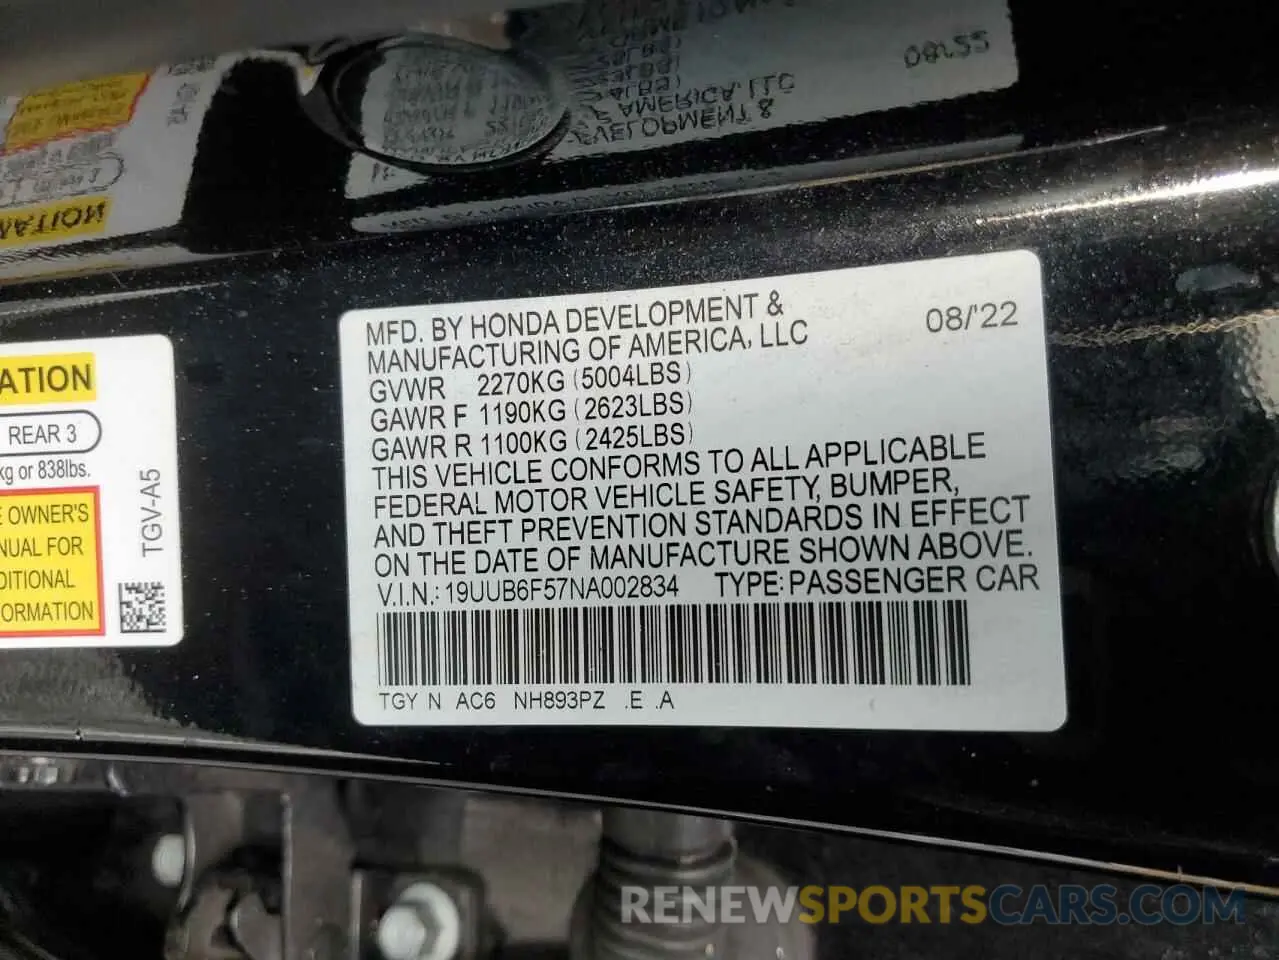 MFD. BY HONDA DEVELOPMENT &
MANUFACTURING OF AMERICA, LLC
08/'22
GVWR 2270KG (5004LBS)
GAWR F 1190KG (2623LBS)
GAWR R 1100KG (2425LBS)
THIS VEHICLE CONFORMS TO ALL APPLICABLE
FEDERAL MOTOR VEHICLE SAFETY, BUMPER,
AND THEFT PREVENTION STANDARDS IN EFFECT
ON THE DATE OF MANUFACTURE SHOWN ABOVE.
V.I.N.: 19UUB6F57NA002834 TYPE: PASSENGER CAR
TGY N AC6 NH893PZ .E .A
ATION
REAR 3
kg or 838lbs.
E OWNER'S
NUAL FOR
DITIONAL
ORMATION
TGV-A5
RENEWSPORTSCARS.COM